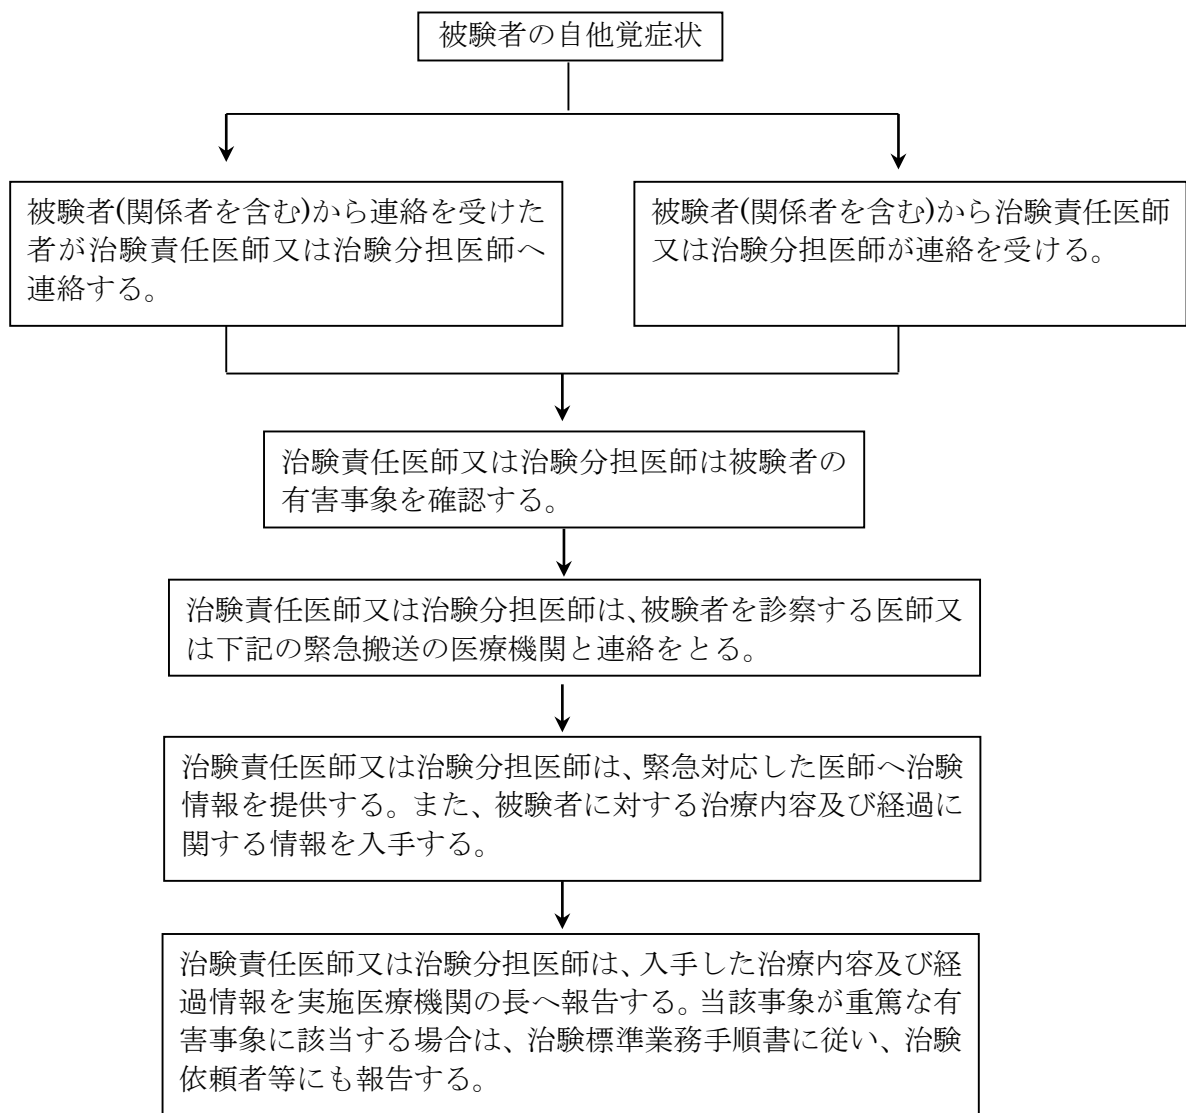 被験者の自他覚症状
被験者(関係者を含む)から連絡を受けた
者が治験責任医師又は治験分担医師へ
連絡する。
被験者(関係者を含む)から治験責任医師
又は治験分担医師が連絡を受ける。
治験責任医師又は治験分担医師は被験者の
有害事象を確認する。
治験責任医師又は治験分担医師は、被験者を診察する医師又
は下記の緊急搬送の医療機関と連絡をとる。
治験責任医師又は治験分担医師は、緊急対応した医師へ治験
情報を提供する。また、被験者に対する治療内容及び経過に
関する情報を入手する。
治験責任医師又は治験分担医師は、入手した治療内容及び経
過情報を実施医療機関の長へ報告する。当該事象が重篤な有
害事象に該当する場合は、治験標準業務手順書に従い、治験
依頼者等にも報告する。